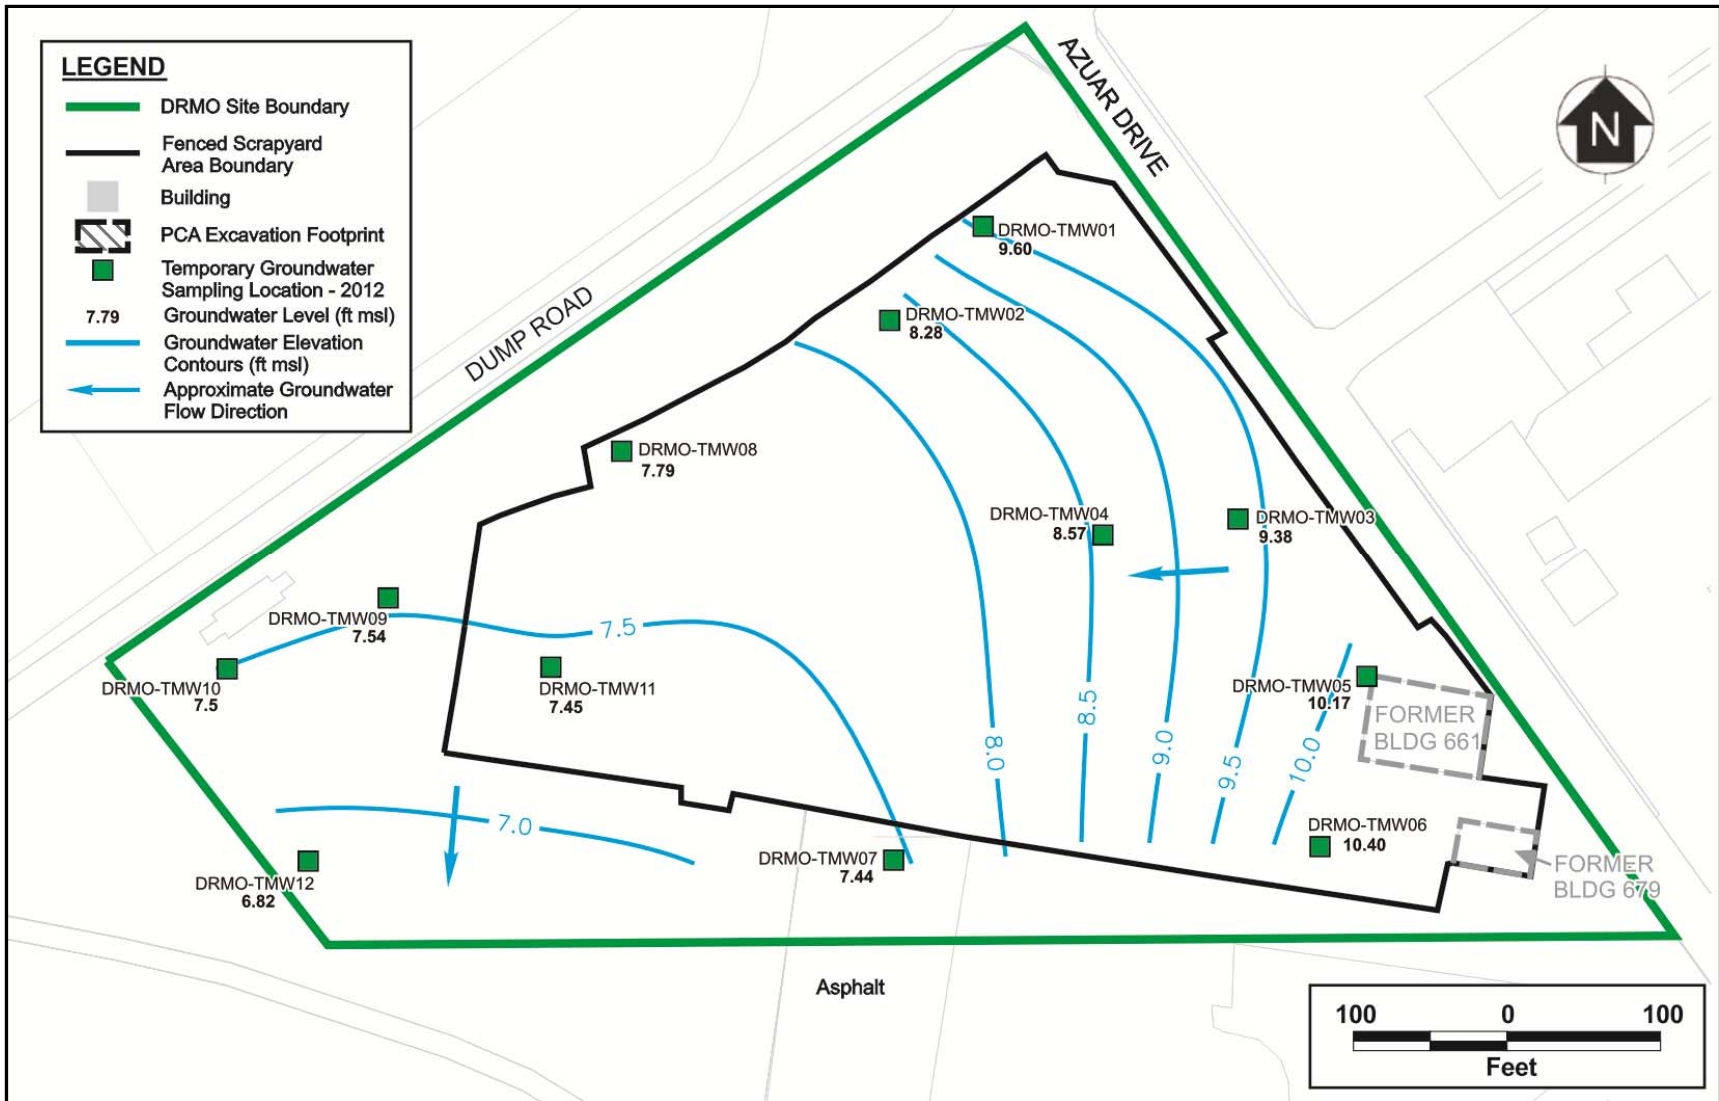 LEGEND
DRMO Site Boundary
Fenced Scrapyard
Area Boundary
Building
PCA Excavation Footprint
Temporary Groundwater
Sampling Location - 2012
7.79 Groundwater Level (ft msl)
Groundwater Elevation
Contours (ft msl)
Approximate Groundwater
Flow Direction
AZUAR DRIVE
N
DUMP ROAD
DRMO-TMW01
9.60
DRMO-TMW02
8.28
DRMO-TMW08
7.79
DRMO-TMW04
8.57
DRMO-TMW03
9.38
DRMO-TMW09
7.54
7.5
DRMO-TMW10
7.5
DRMO-TMW11
7.45
DRMO-TMW05
10.17
FORMER
BLDG 661
8.0
8.5
9.0
9.5
10.0
7.0
DRMO-TMW06
10.40
DRMO-TMW07
7.44
DRMO-TMW12
6.82
FORMER
BLDG 679
Asphalt
100 0 100
Feet